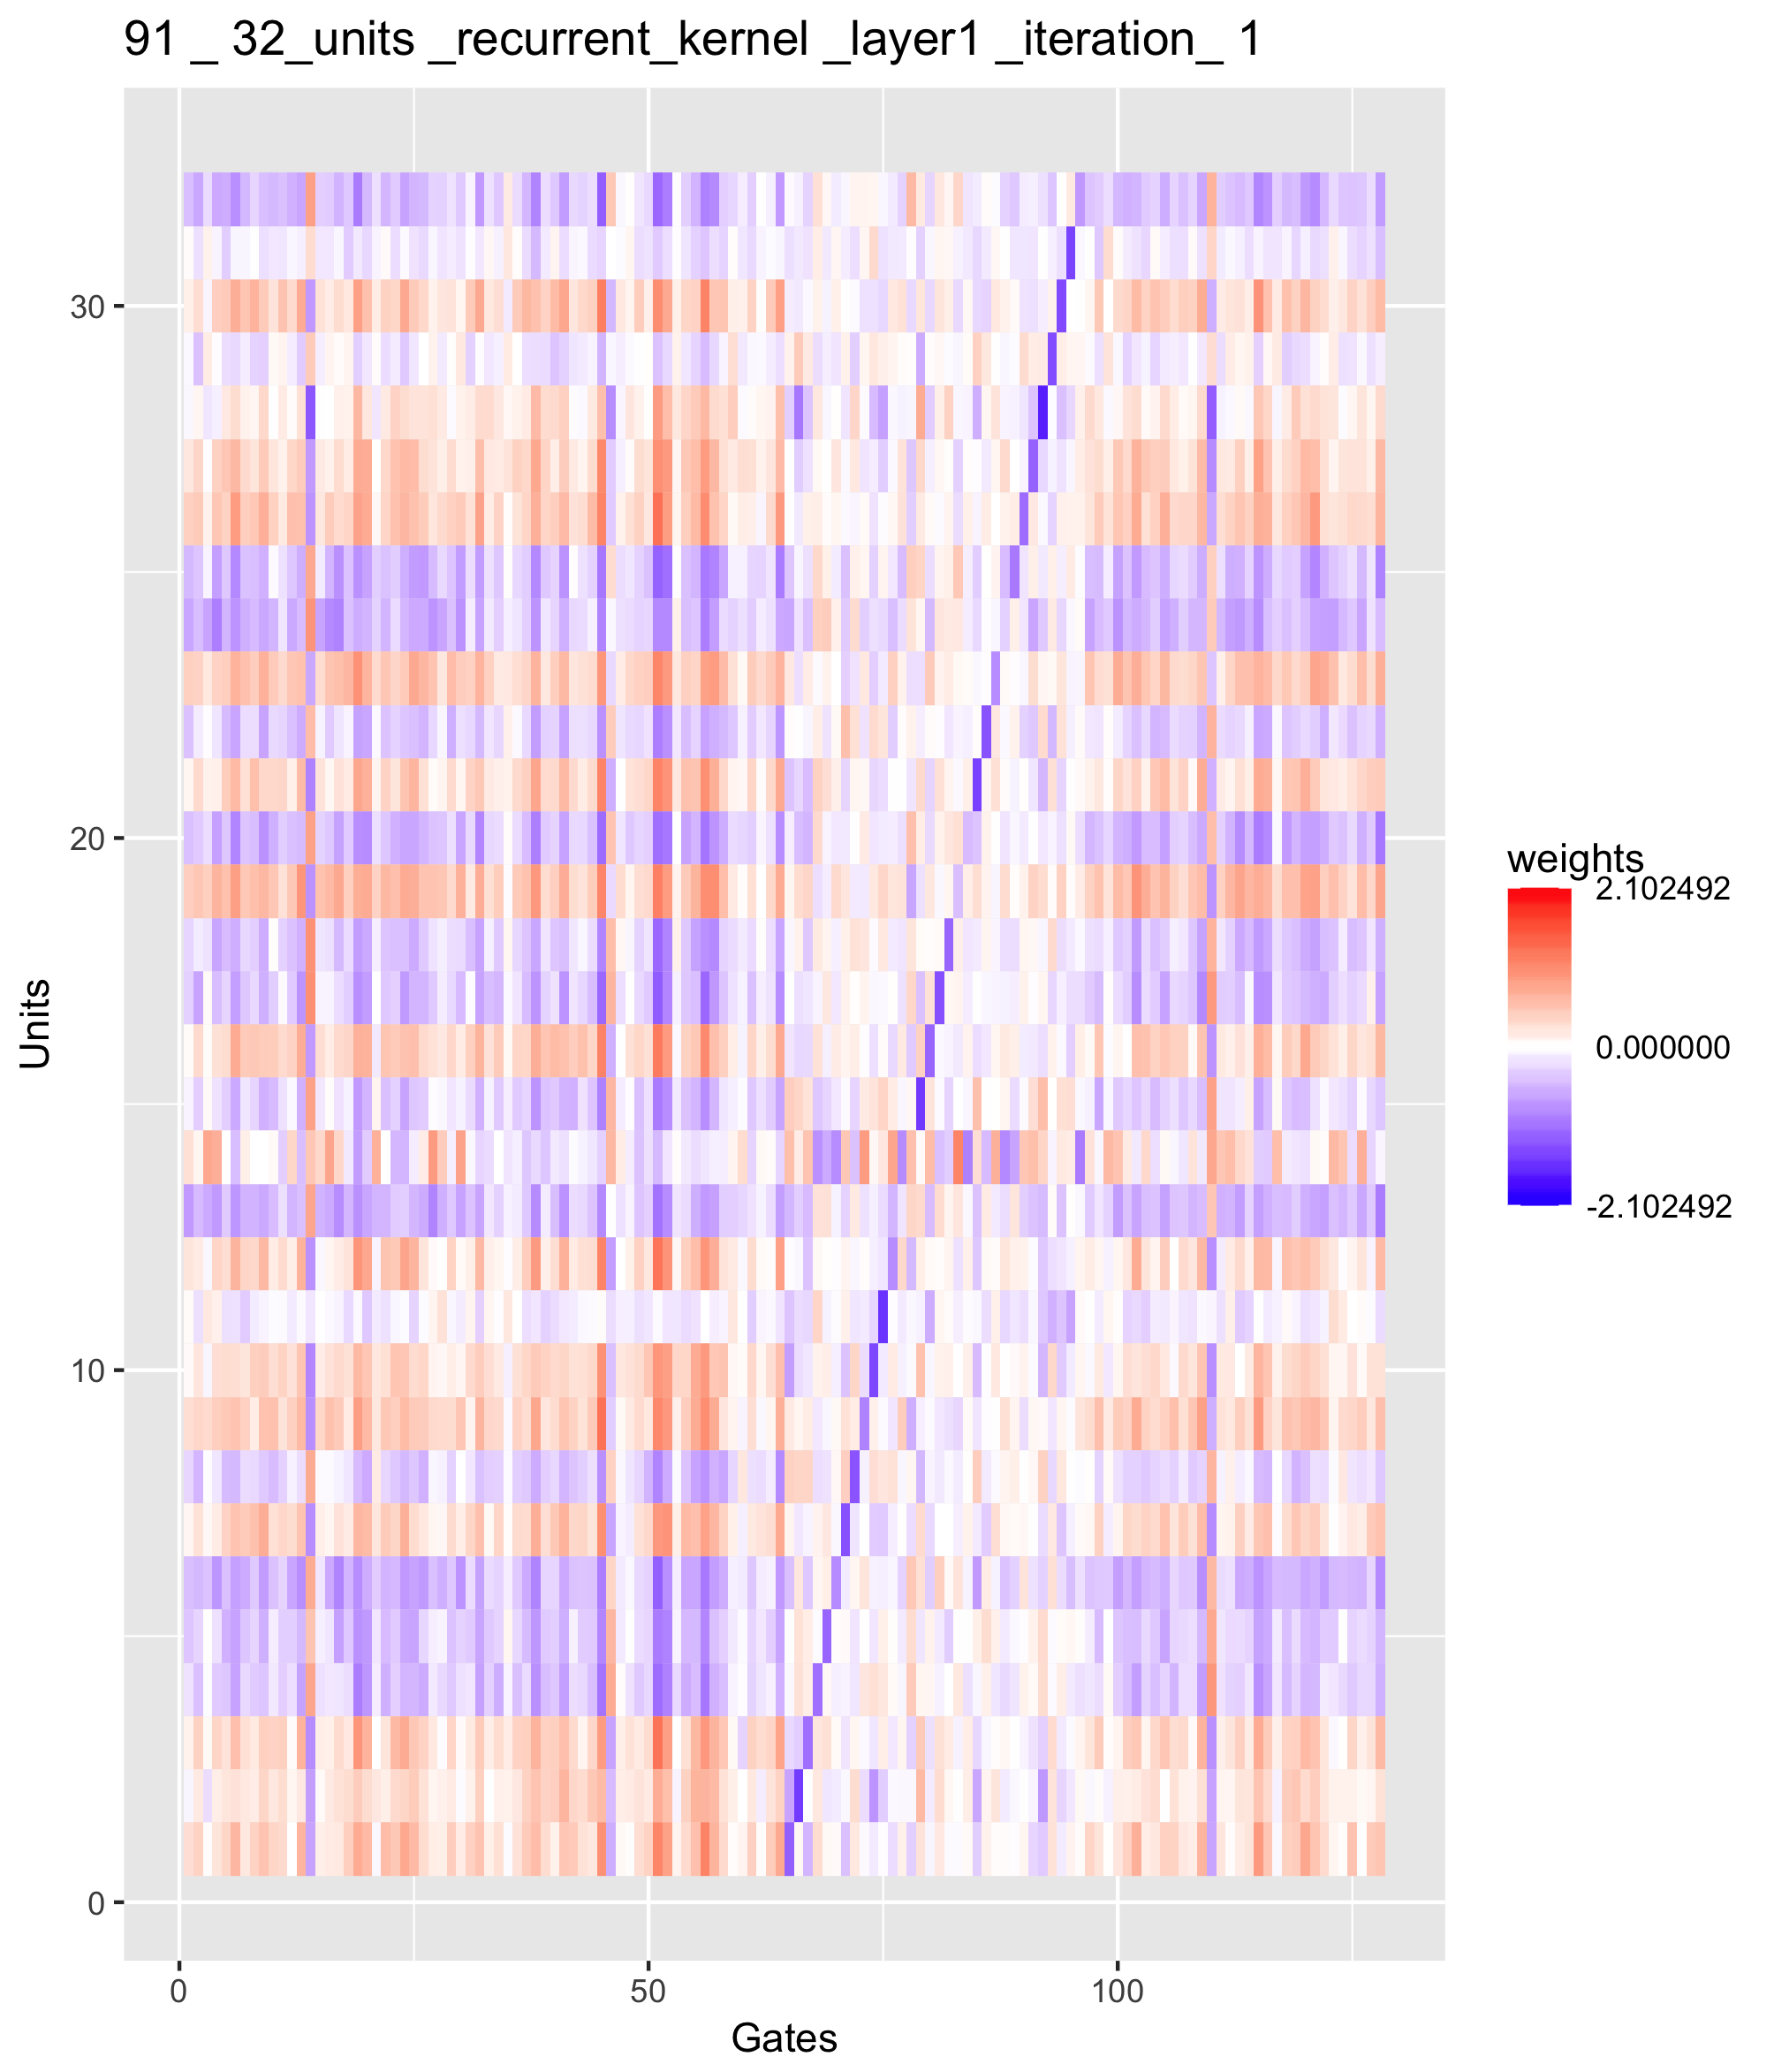 91 _ 32_units _recurrent_kernel _layer1 _iteration_ 1
Units
30
20
10
0
0
50
100
Gates
weights
2.102492
0.000000
-2.102492